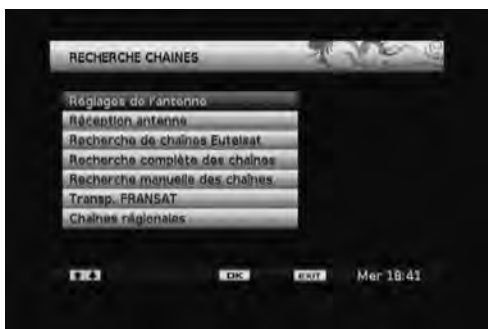 RECHERCHE CHAINES
Réglages de l'antenne
Réception antenne
Recherche de chaînes Eutelsat
Recherche complète des chaînes
Recherche manuelle des chaînes
Transp. FRANSAT
Chaînes régionales
OK EXIT Mer 18:41